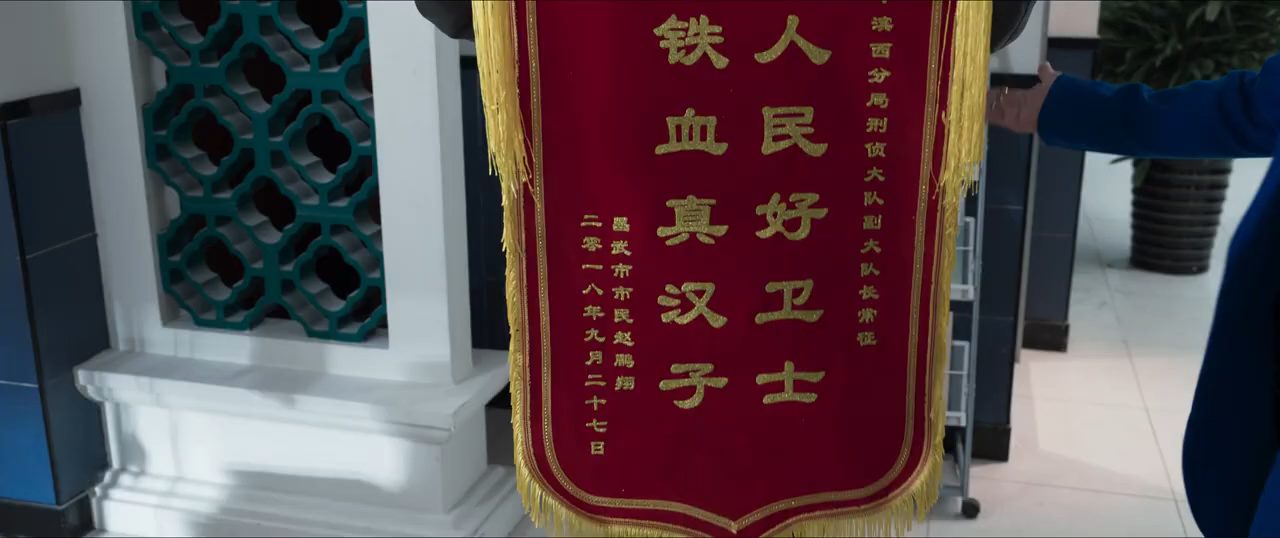 滇西分局刑侦大队副大队长常征
人民好卫士
铁血真汉子
昆武市市民赵鹏翔
二零一八年九月二十七日